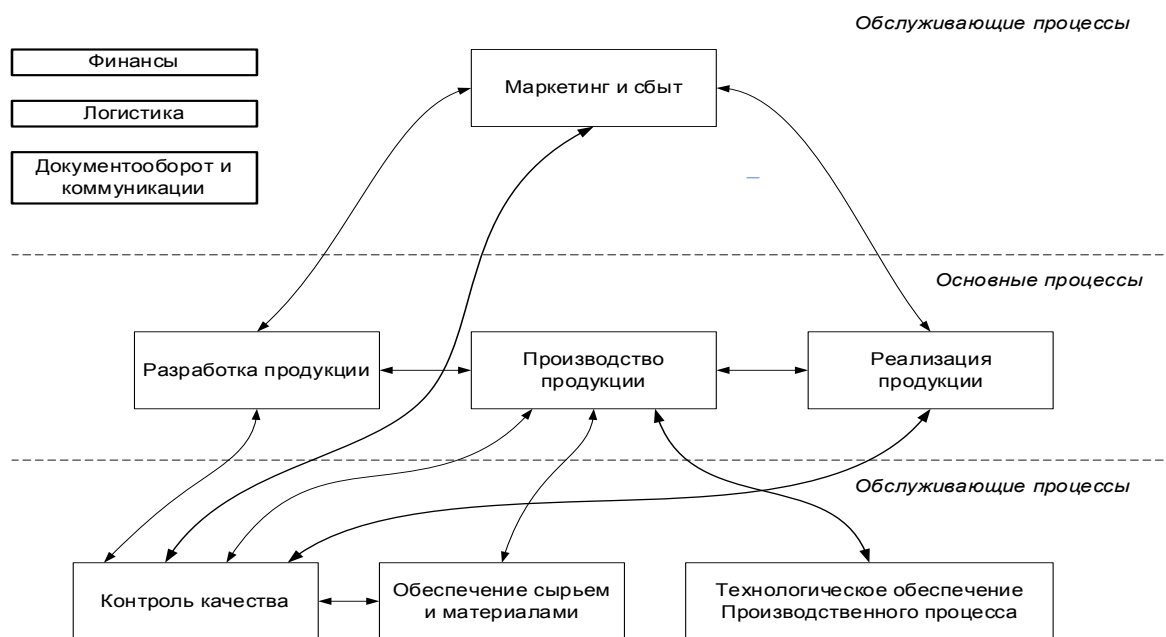 Обслуживающие процессы
Финансы
Маркетинг и сбыт
Логистика
Документооборот и
коммуникации
Основные процессы
Разработка продукции
Производство
продукции
Реализация
продукции
Обслуживающие процессы
Контроль качества
Обеспечение сырьем
и материалами
Технологическое обеспечение
Производственного процесса